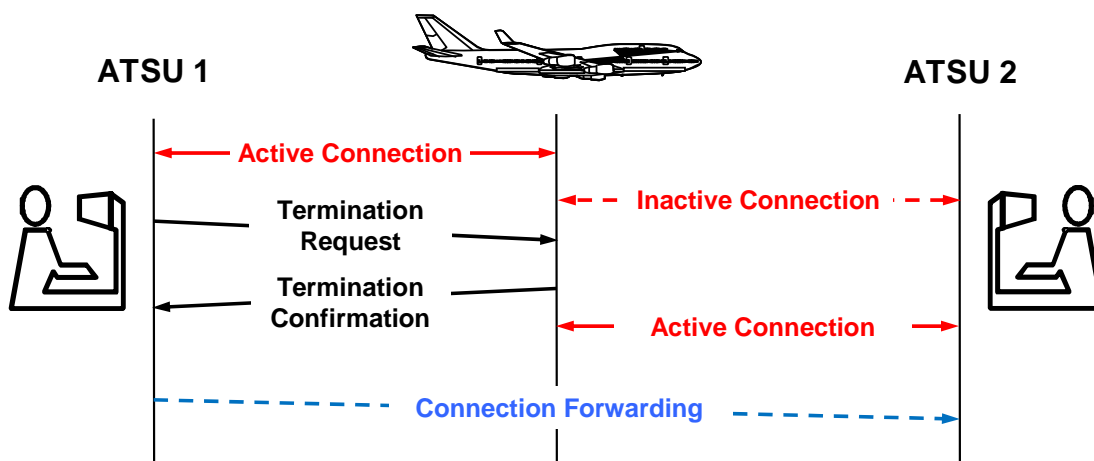 ATSU 1
ATSU 2
Active Connection
Inactive Connection
Termination
Request
Termination
Confirmation
Active Connection
Connection Forwarding